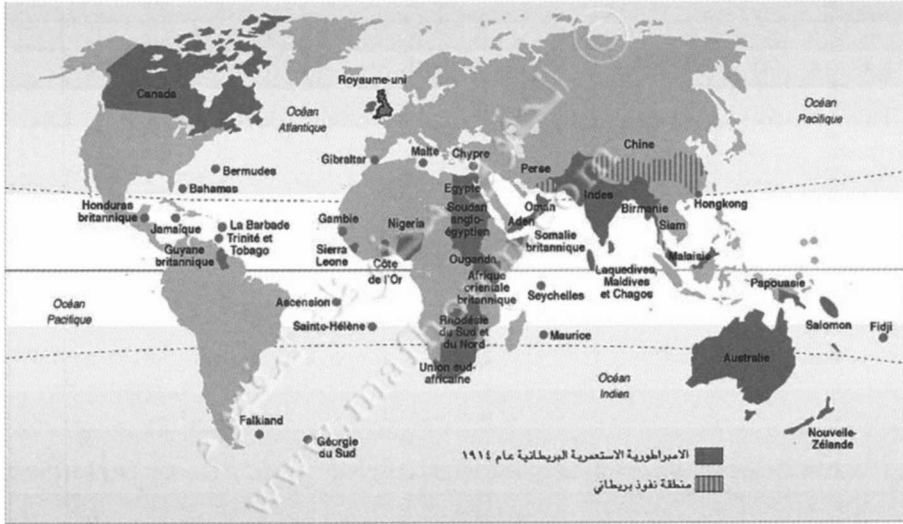 Royaume-uni
Canada
Océan
Atlantique
Océan
Pacifique
Chine
Gibraltar
Malte
Chypre
Perse
Bermudes
Bahamas
Egypte
Oman
Indes
Hongkong
Honduras
britannique
Jamaïque
La Barbade
Trinité et
Tobago
Guyane
britannique
Gambie
Nigeria
Soudan
anglo-
égyptien
Aden
Birmanie
Siam
Somalie
britannique
Sierra
Leone
Côte
de l'Or
Ouganda
Malaisie
Afrique
orientale
britannique
Laquedives,
Maldives
et Chagos
Seychelles
Papouasie
Océan
Pacifique
Ascension
Sainte-Hélène
Rhodésie
du Sud et
du Nord
Maurice
Salomon
Fidji
Australie
Union sud-
africaine
Océan
Indien
Falkland
Géorgie
du Sud
Nouvelle-
Zélande
الامبراطورية الاستعمرية البريطانية عام ١٩١٤
منطقة نفوذ بريطاني